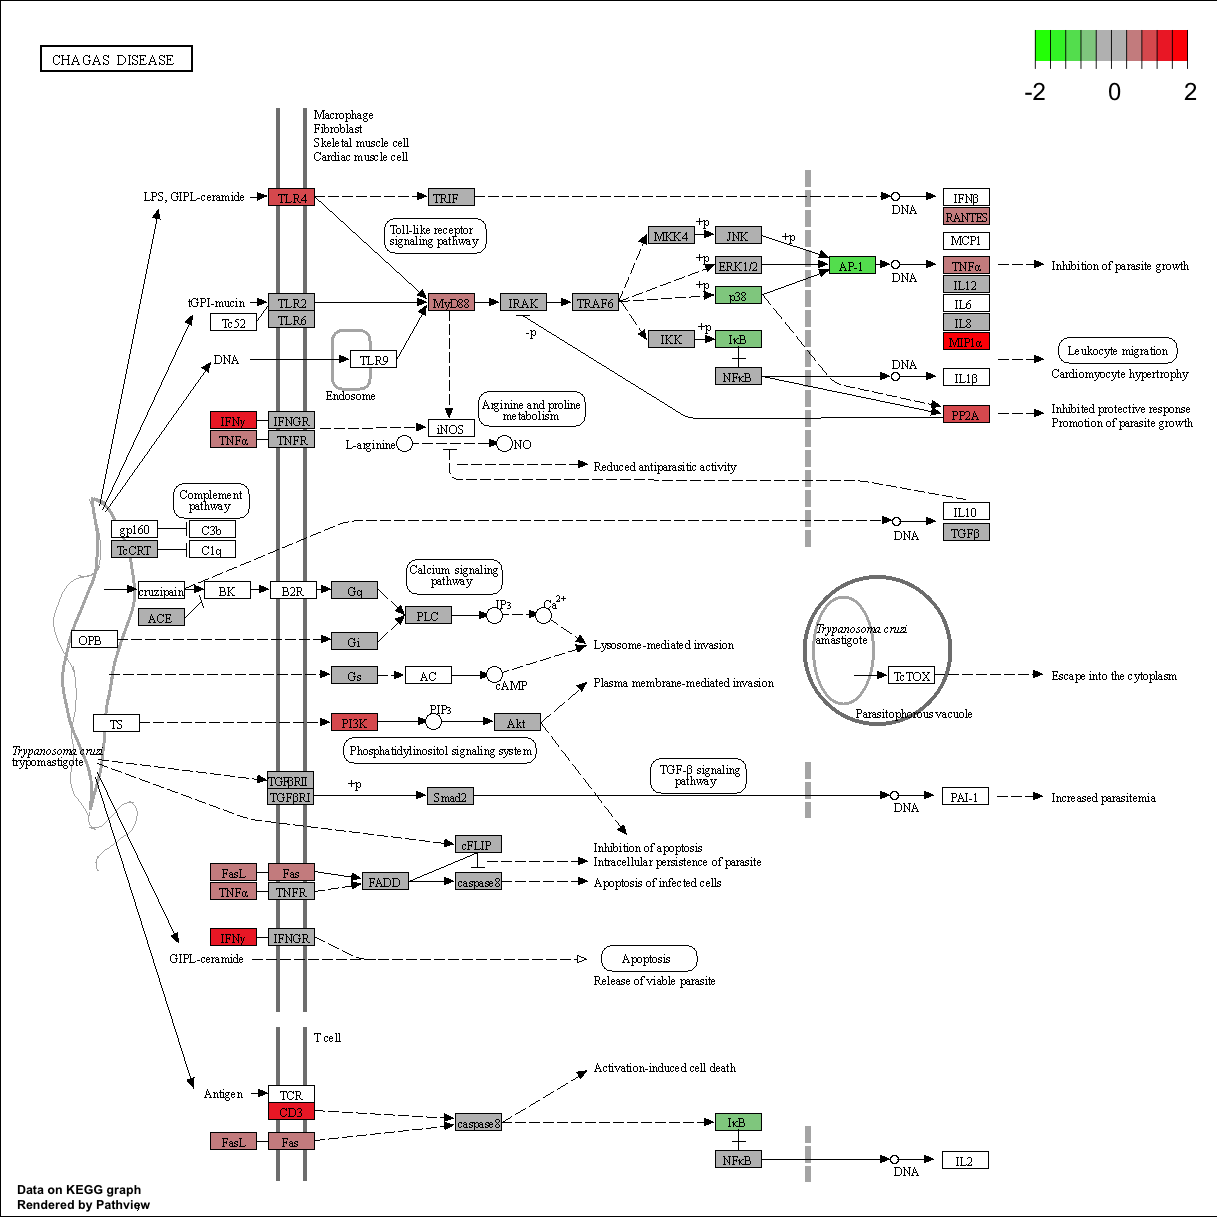 CHAGAS DISEASE
-2 0 2
Macrophage
Fibroblast
Skeletal muscle cell
Cardiac muscle cell
LPS, GIPL-ceramide
TLR4
TRIF
DNA
IFNβ
RANTES
Toll-like receptor
signaling pathway
MKK4
+p
JNK
+p
MCP1
+p
ERK1/2
AP-1
DNA
TNFα
Inhibition of parasite growth
IL12
tGPI-mucin
TLR2
MyD88
IRAK
TRAF6
+p
p38
IL6
Tc52
TLR6
IL8
-p
IKK
+p
IκB
MIP1α
Leukocyte migration
DNA
TLR9
DNA
NFκB
IL1β
Cardiomyocyte hypertrophy
Endosome
Arginine and proline
metabolism
IFNγ
IFNGR
PP2A
Inhibited protective response
Promotion of parasite growth
iNOS
TNFα
TNFR
L-arginine
NO
Reduced antiparasitic activity
Complement
pathway
IL10
gp160
C3b
DNA
TGFβ
TcCRT
C1q
Calcium signaling
pathway
cruzipain
BK
B2R
Gq
IP3
Ca2+
ACE
PLC
Trypanosoma cruzi
amastigote
OPB
Gi
Lysosome-mediated invasion
Gs
AC
cAMP
TcTOX
Escape into the cytoplasm
Plasma membrane-mediated invasion
PIP3
Parasitophorous vacuole
TS
PI3K
Akt
Trypanosoma cruzi
trypomastigote
Phosphatidylinositol signaling system
TGF-β signaling
pathway
TGFβRII
+p
TGFβRI
Smad2
DNA
PAI-1
Increased parasitemia
cFLIP
Inhibition of apoptosis
Intracellular persistence of parasite
FasL
Fas
FADD
caspase8
Apoptosis of infected cells
TNFα
TNFR
IFNγ
IFNGR
GIPL-ceramide
Apoptosis
Release of viable parasite
T cell
Activation-induced cell death
Antigen
TCR
CD3
caspase8
IκB
FasL
Fas
NFκB
DNA
IL2
Data on KEGG graph
Rendered by Pathview